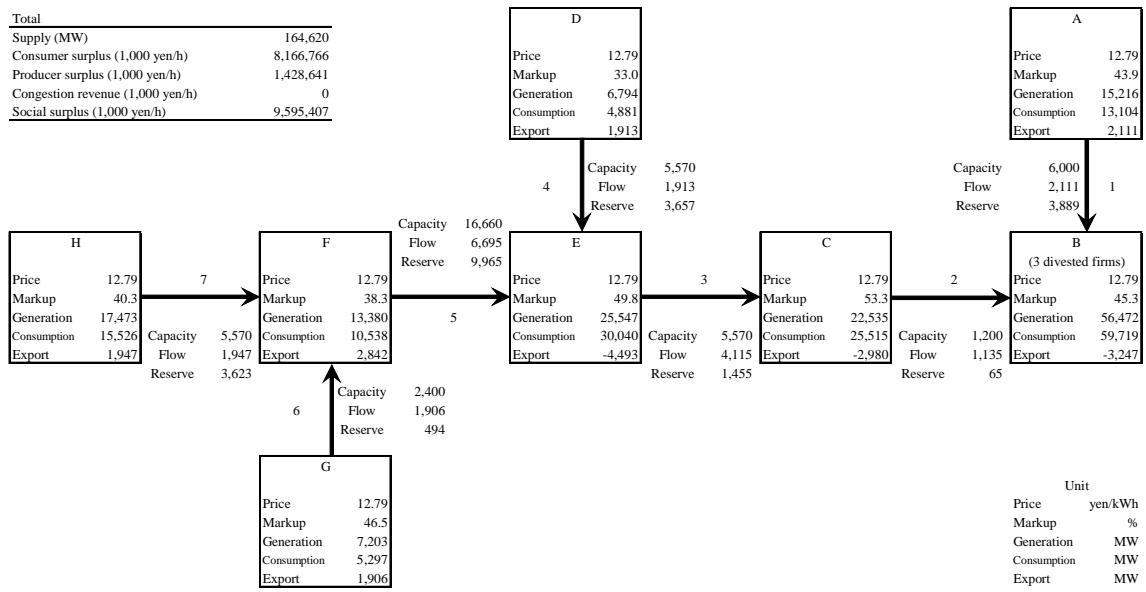 Total
Supply (MW) 164,620
Consumer surplus (1,000 yen/h) 8,166,766
Producer surplus (1,000 yen/h) 1,428,641
Congestion revenue (1,000 yen/h) 0
Social surplus (1,000 yen/h) 9,595,407
D
Price 12.79
Markup 33.0
Generation 6,794
Consumption 4,881
Export 1,913
A
Price 12.79
Markup 43.9
Generation 15,216
Consumption 13,104
Export 2,111
4
Capacity 5,570
Flow 1,913
Reserve 3,657
Capacity 6,000
Flow 2,111
Reserve 3,889
1
H
Price 12.79
Markup 40.3
Generation 17,473
Consumption 15,526
Export 1,947
7
Capacity 5,570
Flow 1,947
Reserve 3,623
F
Price 12.79
Markup 38.3
Generation 13,380
Consumption 10,538
Export 2,842
Capacity 16,660
Flow 6,695
Reserve 9,965
5
E
Price 12.79
Markup 49.8
Generation 25,547
Consumption 30,040
Export -4,493
3
Capacity 5,570
Flow 4,115
Reserve 1,455
C
Price 12.79
Markup 53.3
Generation 22,535
Consumption 25,515
Export -2,980
2
Capacity 1,200
Flow 1,135
Reserve 65
B
(3 divested firms)
Price 12.79
Markup 45.3
Generation 56,472
Consumption 59,719
Export -3,247
6
Capacity 2,400
Flow 1,906
Reserve 494
G
Price 12.79
Markup 46.5
Generation 7,203
Consumption 5,297
Export 1,906
Unit
Price yen/kWh
Markup %
Generation MW
Consumption MW
Export MW